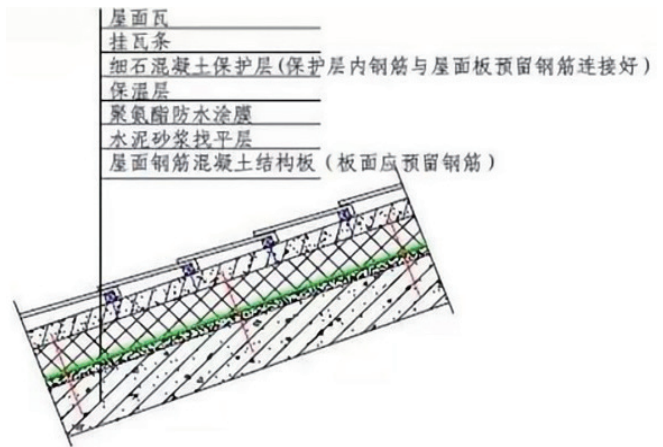 屋面瓦
挂瓦条
细石混凝土保护层(保护层内钢筋与屋面板预留钢筋连接好)
保温层
聚氨酯防水涂膜
水泥砂浆找平层
屋面钢筋混凝土结构板(板面应预留钢筋)